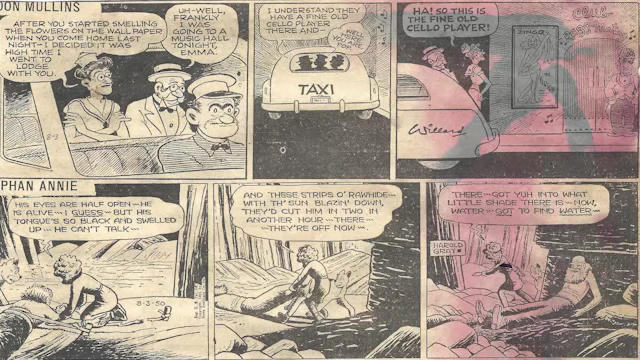 OON MULLINS
AFTER YOU STARTED SMELLING
THE FLOWERS ON THE WALL PAPER
WHEN YOU COME HOME LAST
NIGHT-- I DECIDED IT WAS
HIGH TIME I
WENT TO
LODGE
WITH YOU.
UH-WELL,
FRANKLY
I WAS
GOING TO A
MUSIC HALL
TONIGHT,
EMMA.
8-3
I UNDERSTAND THEY
HAVE A FINE OLD
CELLO PLAYER
THERE AND--
TAXI
HA! SO THIS IS
THE FINE OLD
CELLO PLAYER!
ZINGO
Willard
PHAN ANNIE
HIS EYES ARE HALF OPEN-- HE
IS ALIVE-- I GUESS-- BUT HIS
TONGUE'S SO BLACK AND SWELLED
UP-- HE CAN'T TALK--
8-3-50
AND THESE STRIPS O' RAWHIDE--
WITH TH' SUN BLAZIN' DOWN,
THEY'D CUT HIM IN TWO IN
ANOTHER HOUR-- THERE--
--THEY'RE OFF NOW--
THERE-- GOT YUH INTO WHAT
LITTLE SHADE THERE IS-- NOW,
WATER-- GOT TO FIND WATER--
HAROLD
GRAY